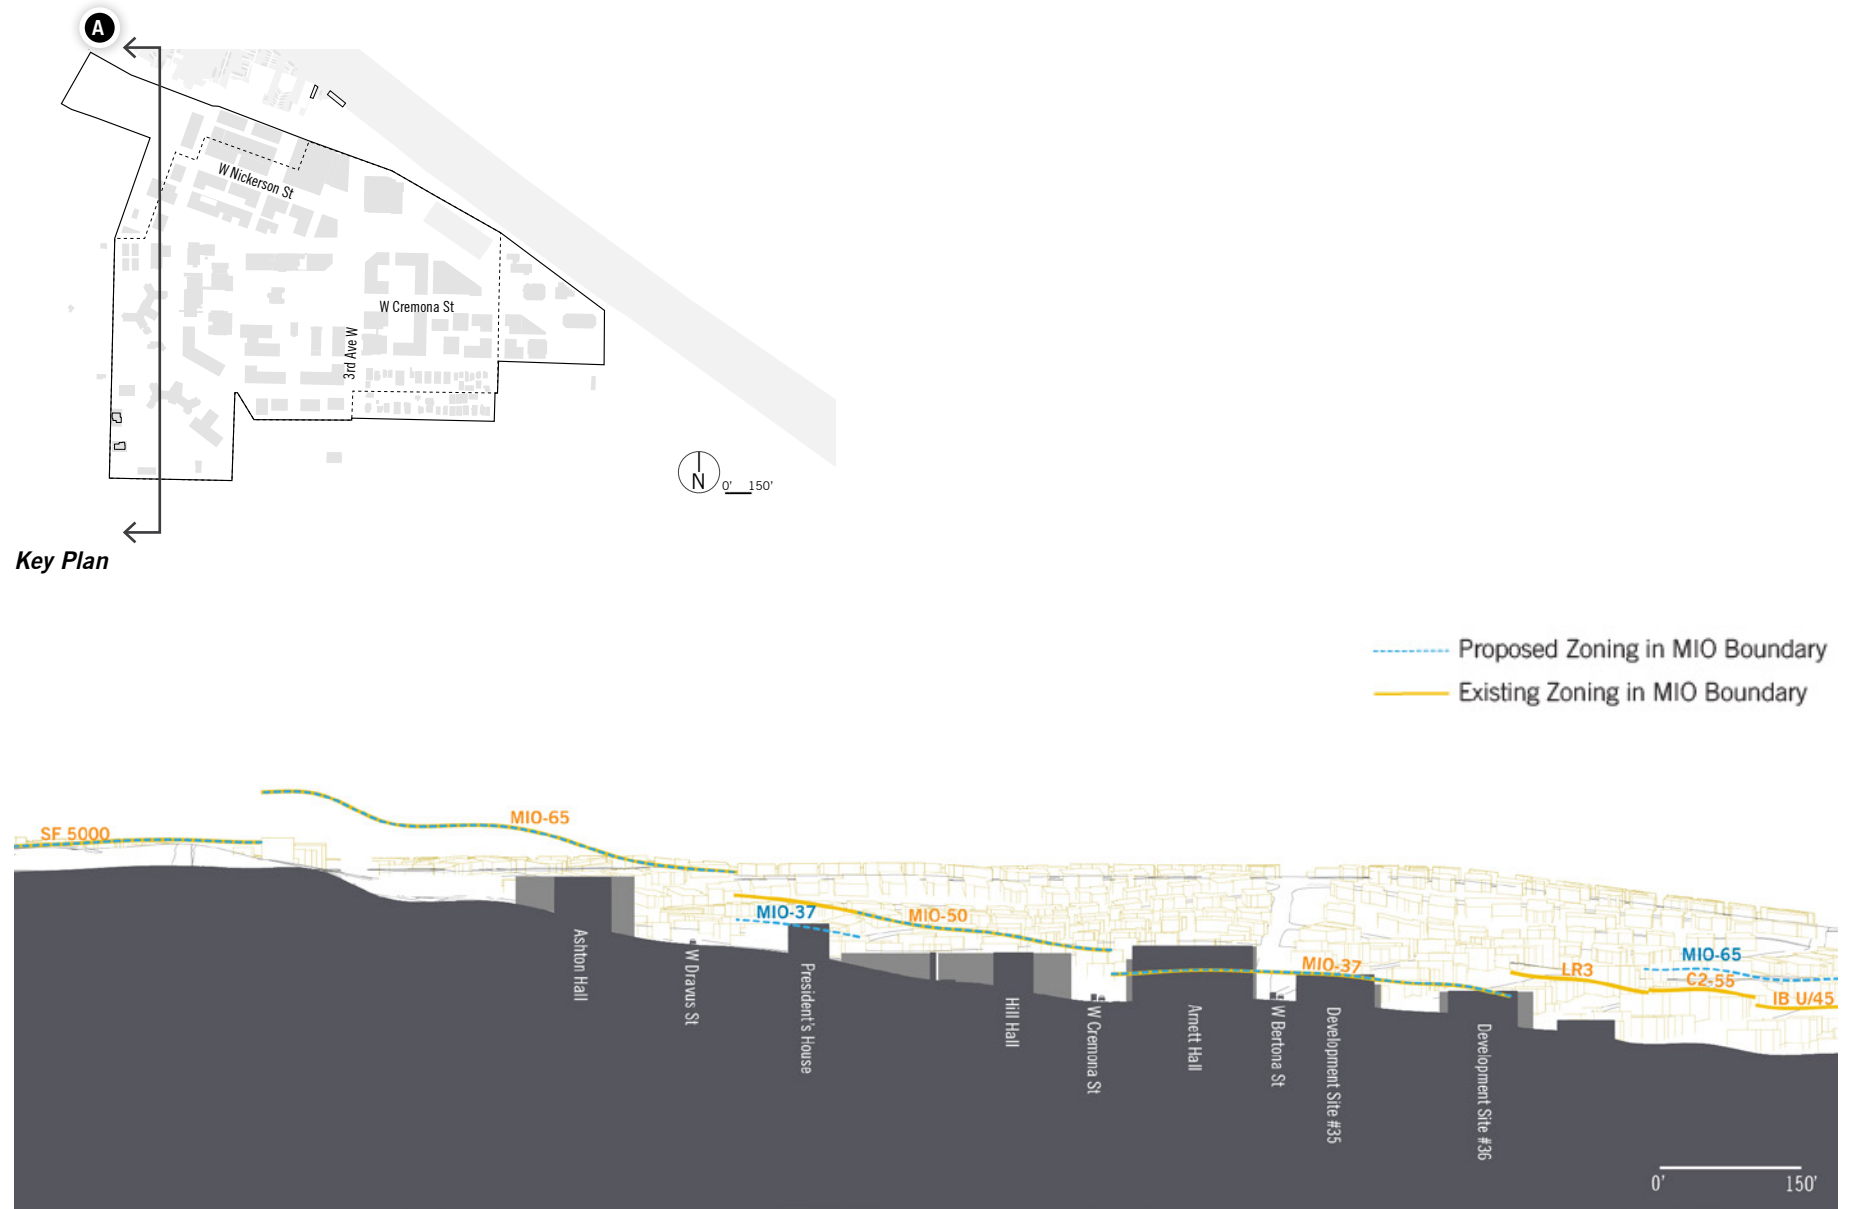 A
W Nickerson St
W Cremona St
3rd Ave W
N
0' 150'
Key Plan
Proposed Zoning in MIO Boundary
Existing Zoning in MIO Boundary
SF 5000
MIO-65
MIO-37
MIO-50
MIO-37
LR3
MIO-65
C2-55
IB U/45
Ashton Hall
W Dravus St
President's House
Hill Hall
W Cremona St
Arnett Hall
W Bertona St
Development Site #35
Development Site #36
0' 150'